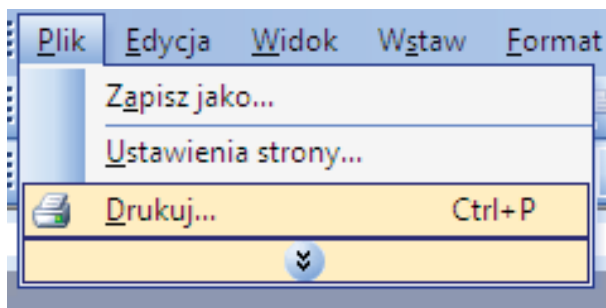 Plik Edycja Widok Wstaw Format
Zapisz jako...
Ustawienia strony...
Drukuj... Ctrl+P